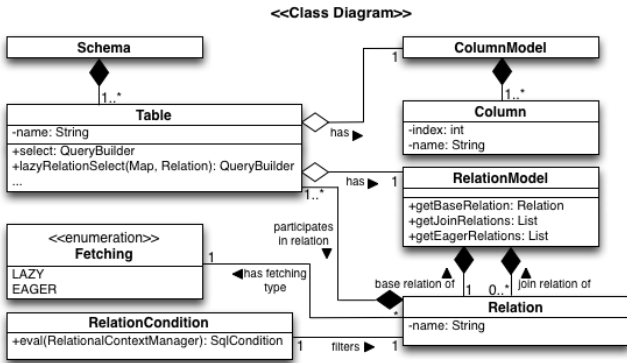 <<Class Diagram>>
Schema
1..*
Table
-name: String
+select: QueryBuilder
+lazyRelationSelect(Map, Relation): QueryBuilder
...
1..*
has
1
ColumnModel
1..*
Column
-index: int
-name: String
has
1
RelationModel
+getBaseRelation: Relation
+getJoinRelations: List
+getEagerRelations: List
participates
in relation
<<enumeration>>
Fetching
LAZY
EAGER
1
has fetching
type
*
base relation of
1
0..*
join relation of
Relation
-name: String
RelationCondition
+eval(RelationalContextManager): SqlCondition
1
filters
1